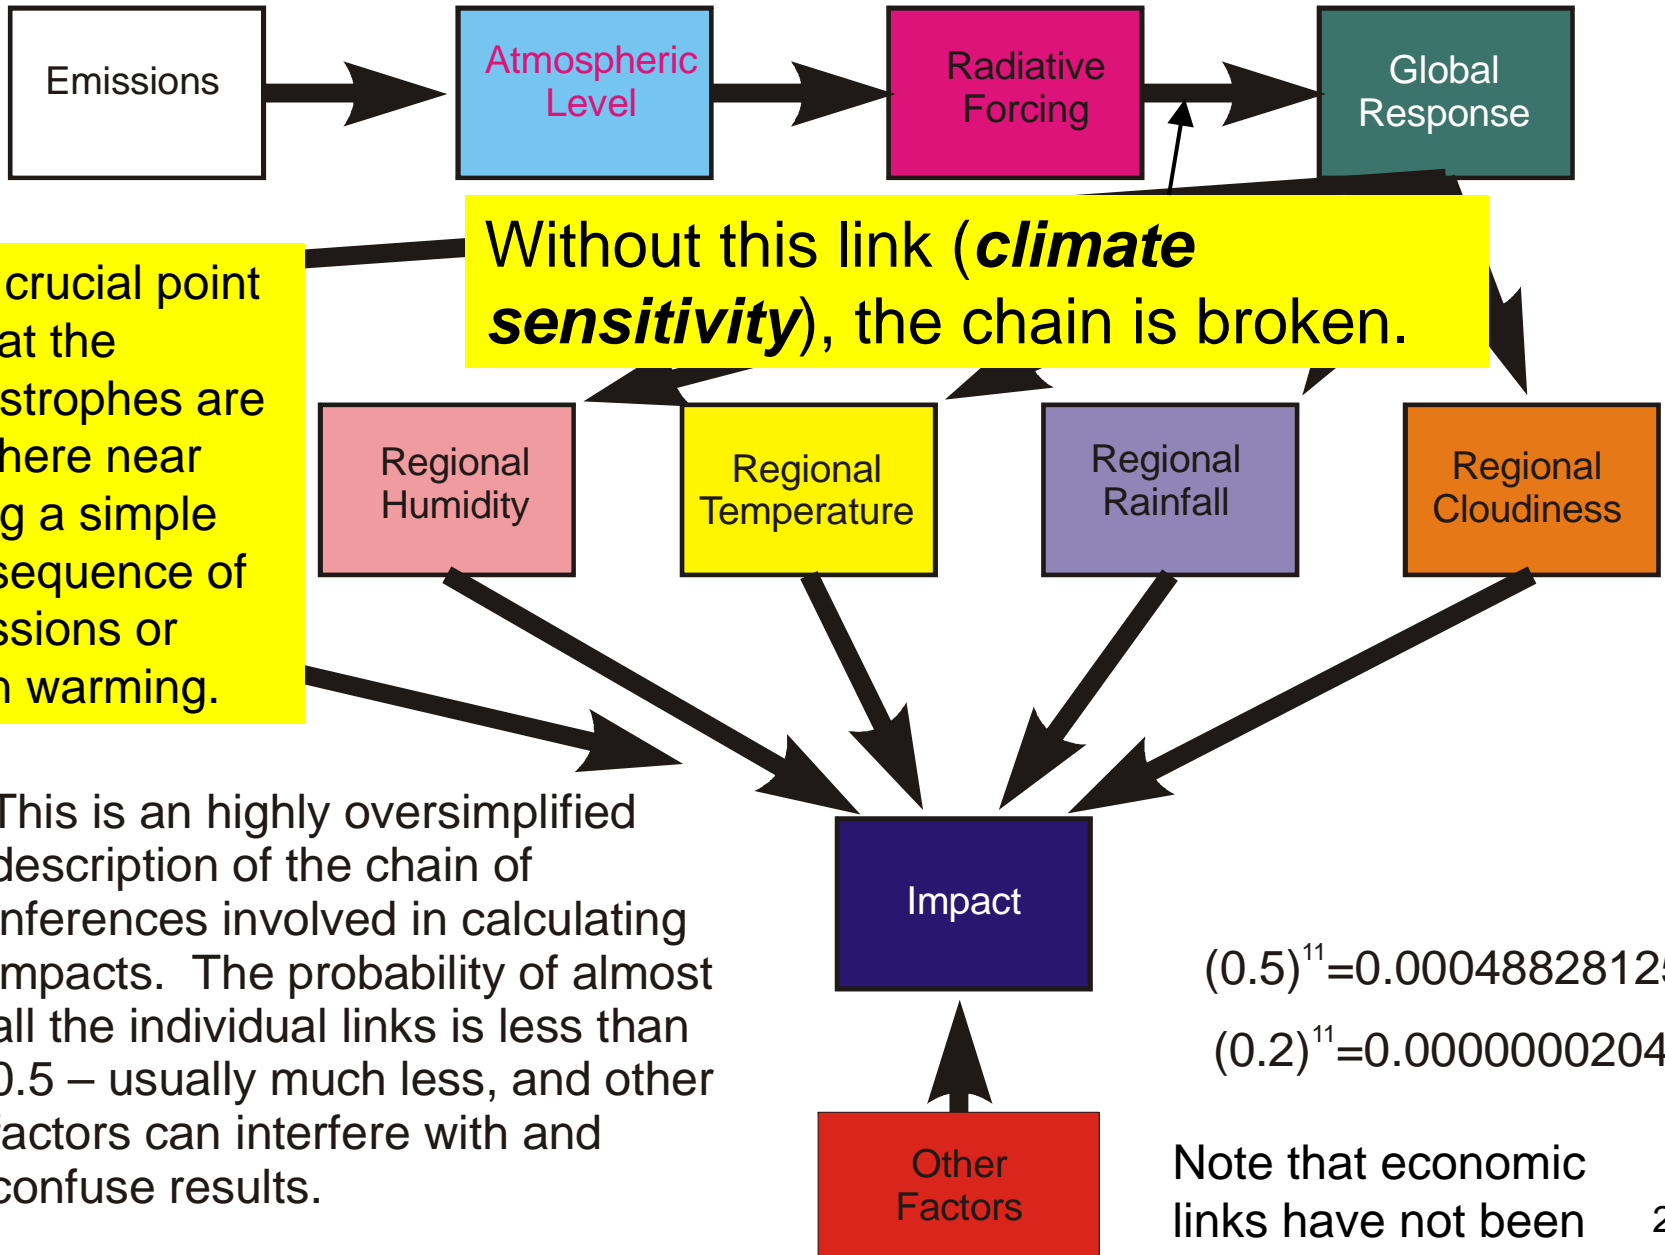 Emissions
Atmospheric
Level
Radiative
Forcing
Global
Response
Without this link (climate
sensitivity), the chain is broken.
crucial point
at the
strophes are
here near
g a simple
sequence of
ssions or
n warming.
Regional
Humidity
Regional
Temperature
Regional
Rainfall
Regional
Cloudiness
This is an highly oversimplified
description of the chain of
inferences involved in calculating
impacts. The probability of almost
all the individual links is less than
0.5 – usually much less, and other
factors can interfere with and
confuse results.
Impact
(0.5)¹¹=0.00048828125
(0.2)¹¹=0.0000000204
Other
Factors
Note that economic
links have not been
2